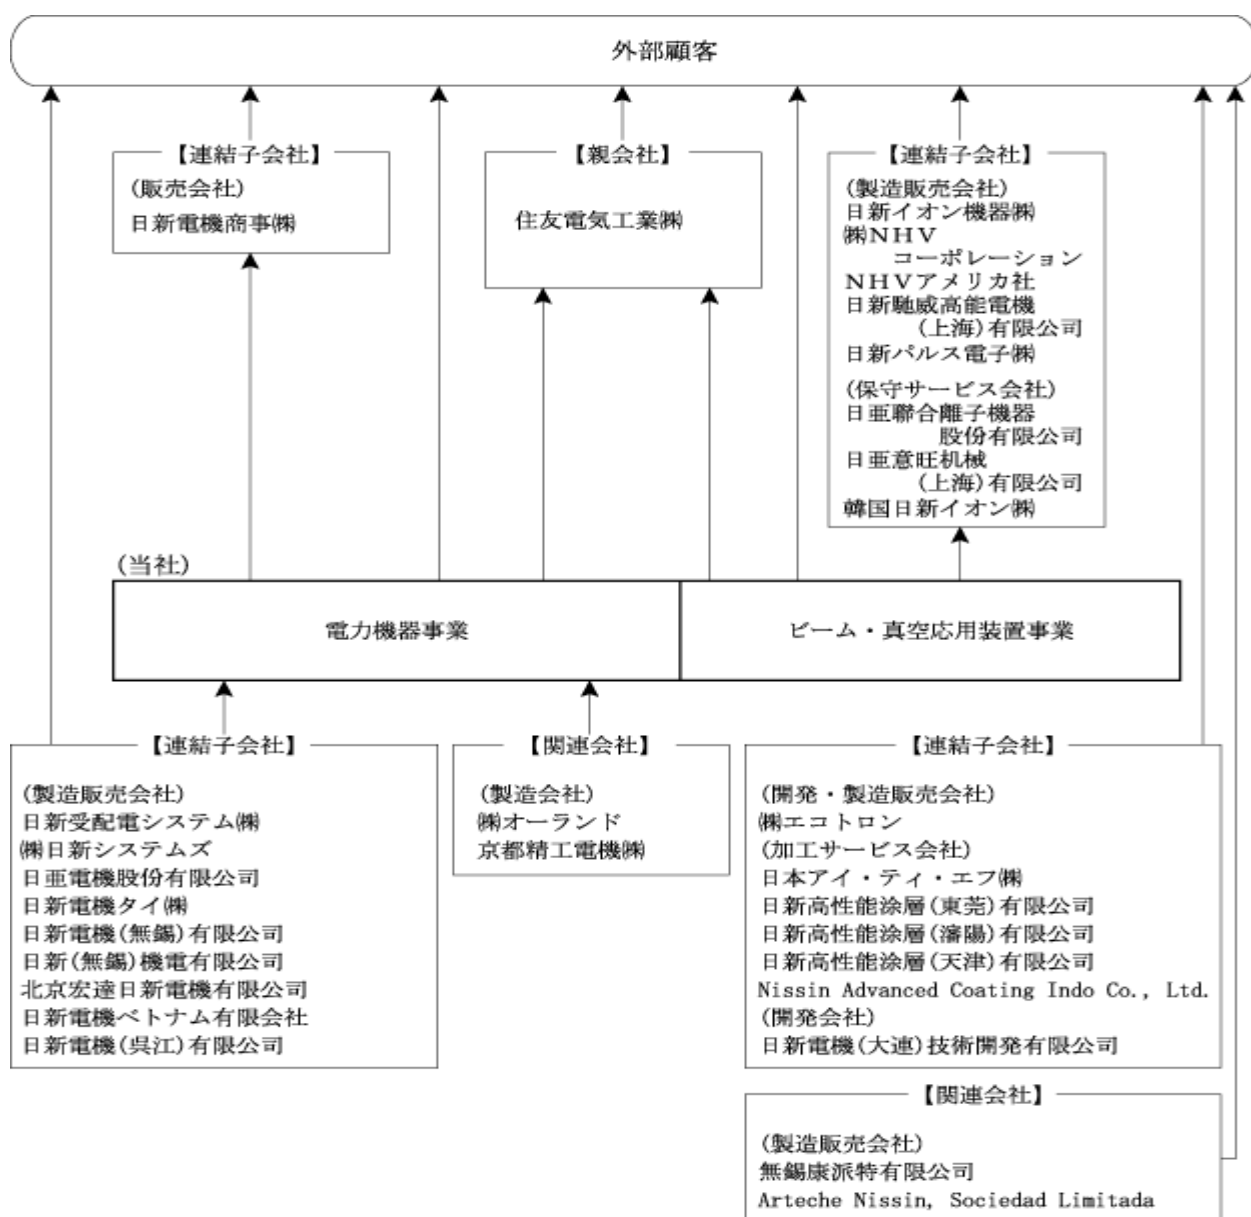 外部顧客
【連結子会社】
(販売会社)
日新電機商事㈱
【親会社】
住友電気工業㈱
【連結子会社】
(製造販売会社)
日新イオン機器㈱
㈱ＮＨＶ
コーポレーション
ＮＨＶアメリカ社
日新馳威高能電機
(上海)有限公司
日新パルス電子㈱
(保守サービス会社)
日亜聯合離子機器
股份有限公司
日亜意旺机械
(上海)有限公司
韓国日新イオン㈱
(当社)
電力機器事業
ビーム・真空応用装置事業
【連結子会社】
(製造販売会社)
日新受配電システム㈱
㈱日新システムズ
日亜電機股份有限公司
日新電機タイ㈱
日新電機(無錫)有限公司
日新(無錫)機電有限公司
北京宏達日新電機有限公司
日新電機ベトナム有限会社
日新電機(呉江)有限公司
【関連会社】
(製造会社)
㈱オーランド
京都精工電機㈱
【連結子会社】
(開発・製造販売会社)
㈱エコトロン
(加工サービス会社)
日本アイ・ティ・エフ㈱
日新高性能涂層(東莞)有限公司
日新高性能涂層(瀋陽)有限公司
日新高性能涂層(天津)有限公司
Nissin Advanced Coating Indo Co., Ltd.
(開発会社)
日新電機(大連)技術開発有限公司
【関連会社】
(製造販売会社)
無錫康派特有限公司
Arteche Nissin, Sociedad Limitada